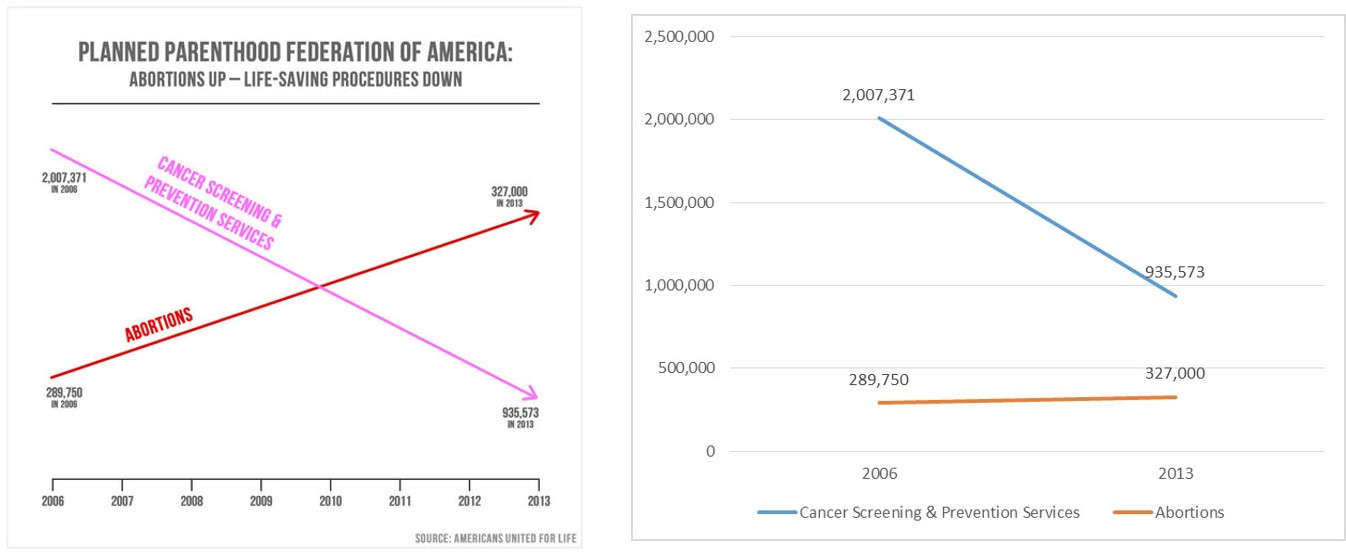 PLANNED PARENTHOOD FEDERATION OF AMERICA:
ABORTIONS UP – LIFE-SAVING PROCEDURES DOWN
2,007,371
IN 2006
CANCER SCREENING &
PREVENTION SERVICES
327,000
IN 2013
ABORTIONS
289,750
IN 2006
935,573
IN 2013
2006 2007 2008 2009 2010 2011 2012 2013
SOURCE: AMERICANS UNITED FOR LIFE
2,500,000
2,007,371
2,000,000
1,500,000
935,573
1,000,000
500,000
289,750
327,000
0
2006 2013
Cancer Screening & Prevention Services Abortions